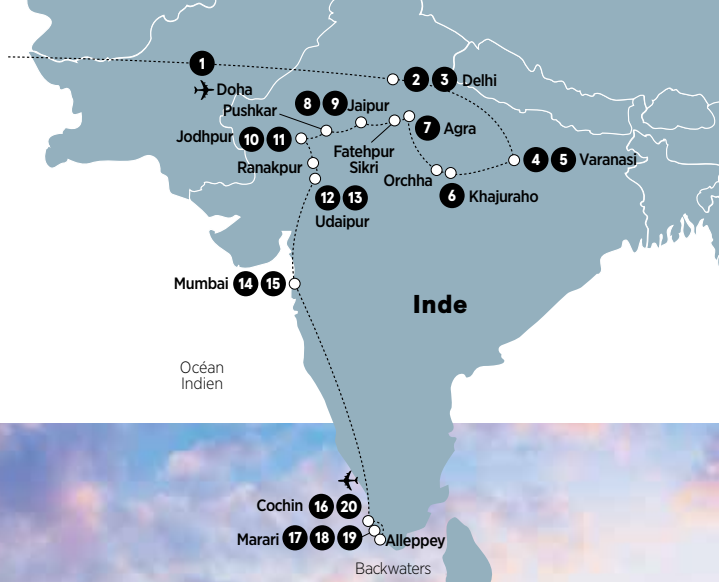 1
Doha
2 3 Delhi
8 9 Jaipur
Pushkar
7 Agra
Jodhpur 10 11
Fatehpur
Sikri
4 5 Varanasi
Ranakpur
Orchha
6 Khajuraho
12 13
Udaipur
Mumbai 14 15
Inde
Océan
Indien
Cochin 16 20
Marari 17 18 19
Alleppey
Backwaters